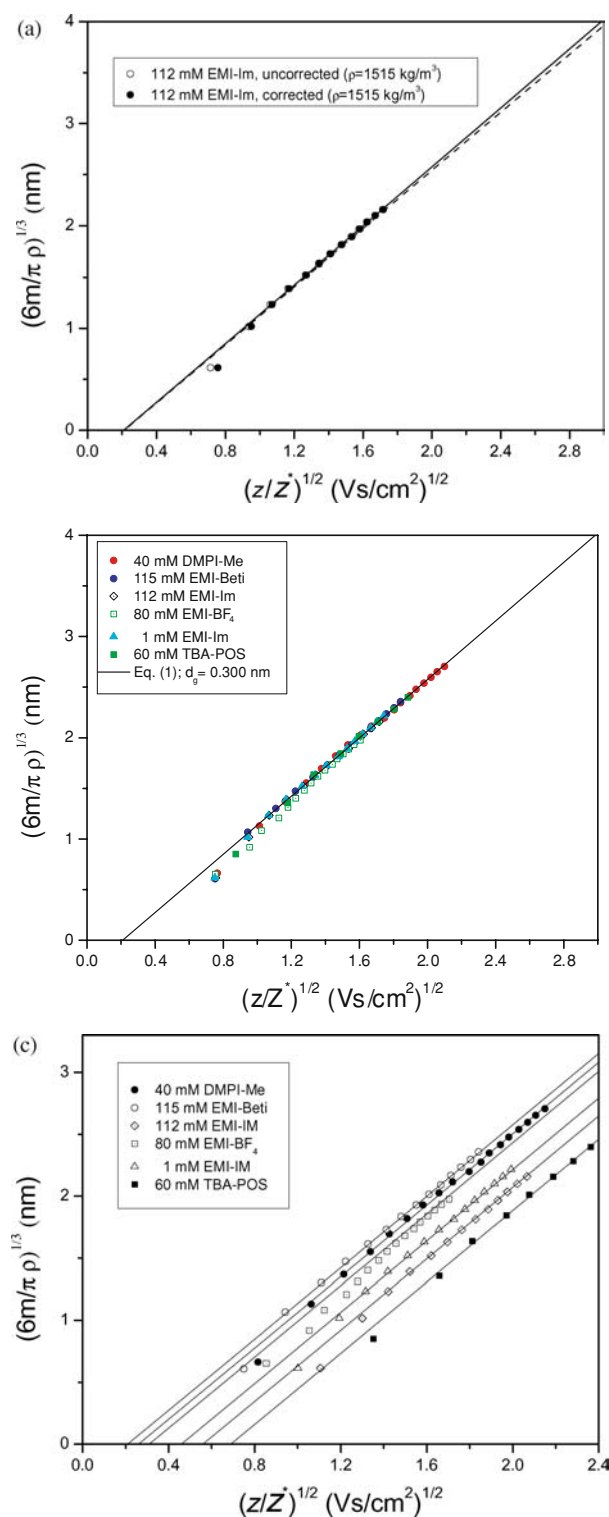 (a)
112 mM EMI-Im, uncorrected (ρ=1515 kg/m³)
112 mM EMI-Im, corrected (ρ=1515 kg/m³)
4
3
2
1
0
(6m/π ρ)^1/3 (nm)
0.0 0.4 0.8 1.2 1.6 2.0 2.4 2.8
(z/Z*)^1/2 (Vs/cm²)^1/2
40 mM DMPI-Me
115 mM EMI-Beti
112 mM EMI-Im
80 mM EMI-BF₄
1 mM EMI-Im
60 mM TBA-POS
Eq. (1); d_g= 0.300 nm
4
3
2
1
0
(6m/π ρ)^1/3 (nm)
0.0 0.4 0.8 1.2 1.6 2.0 2.4 2.8
(z/Z*)^1/2 (Vs/cm²)^1/2
(c)
40 mM DMPI-Me
115 mM EMI-Beti
112 mM EMI-IM
80 mM EMI-BF₄
1 mM EMI-IM
60 mM TBA-POS
3
2
1
0
(6m/π ρ)^1/3 (nm)
0.0 0.4 0.8 1.2 1.6 2.0 2.4
(z/Z*)^1/2 (Vs/cm²)^1/2